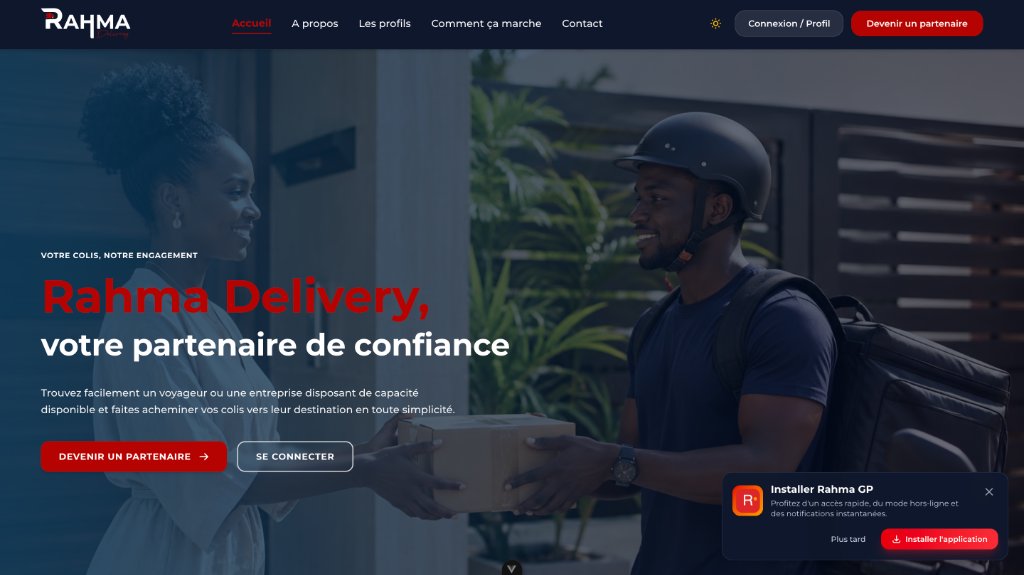 RAHMA
Delivery
Accueil
A propos
Les profils
Comment ça marche
Contact
Connexion / Profil
Devenir un partenaire
VOTRE COLIS, NOTRE ENGAGEMENT
Rahma Delivery,
votre partenaire de confiance
Trouvez facilement un voyageur ou une entreprise disposant de capacité
disponible et faites acheminer vos colis vers leur destination en toute simplicité.
DEVENIR UN PARTENAIRE
SE CONNECTER
Installer Rahma GP
Profitez d'un accès rapide, du mode hors-ligne et
des notifications instantanées.
Plus tard
Installer l'application